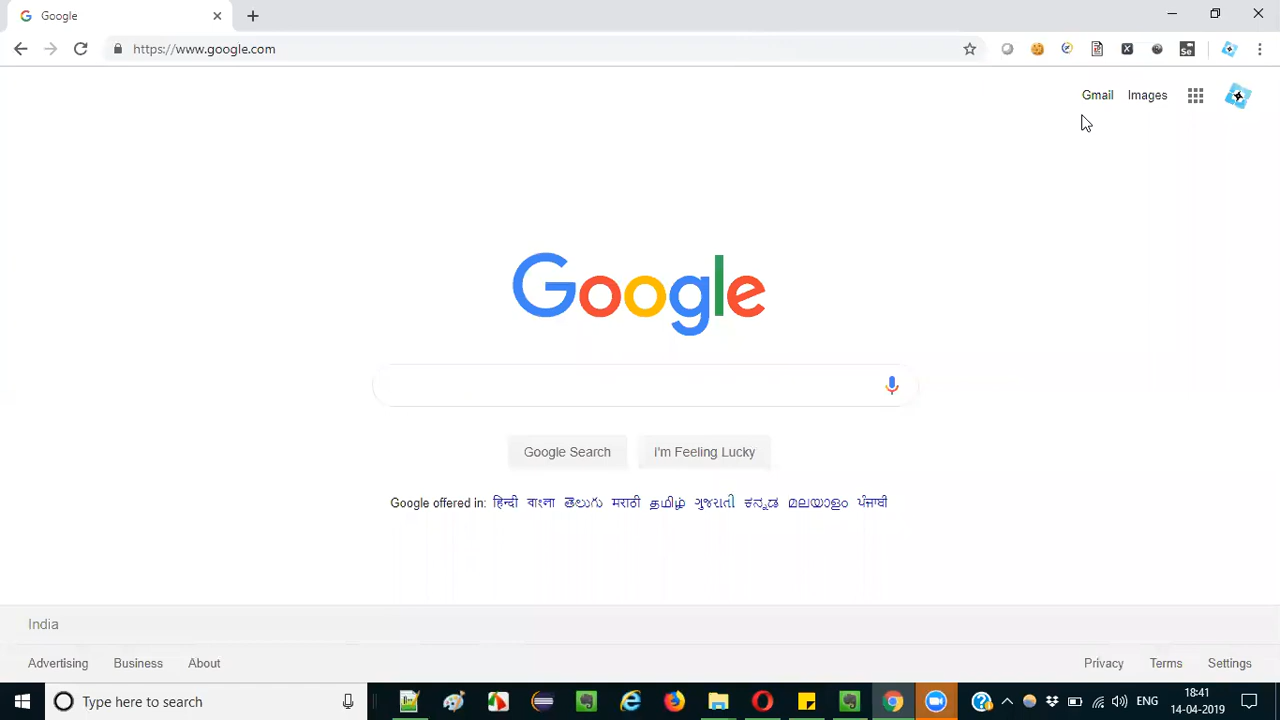 Google
https://www.google.com
Se
Gmail Images
Google
Google Search I'm Feeling Lucky
Google offered in: हिन्दी বাংলা తెలుగు मराठी தமிழ் ગુજરાતી ಕನ್ನಡ മലയാളം ਪੰਜਾਬੀ
India
Advertising Business About Privacy Terms Settings
Type here to search ENG 18:41
14-04-2019